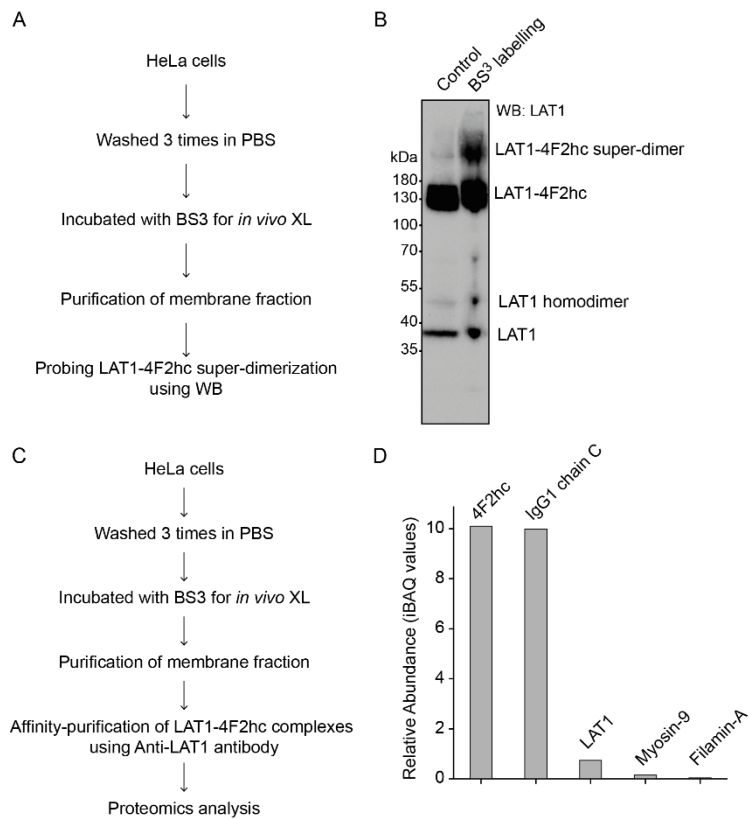 A
HeLa cells
Washed 3 times in PBS
Incubated with BS3 for in vivo XL
Purification of membrane fraction
Probing LAT1-4F2hc super-dimerization
using WB
B
Control
BS³ labelling
WB: LAT1
kDa
LAT1-4F2hc super-dimer
180
130
LAT1-4F2hc
100
70
55
LAT1 homodimer
40
LAT1
35
C
HeLa cells
Washed 3 times in PBS
Incubated with BS3 for in vivo XL
Purification of membrane fraction
Affinity-purification of LAT1-4F2hc complexes
using Anti-LAT1 antibody
Proteomics analysis
D
Relative Abundance (iBAQ values)
10
8
6
4
2
0
4F2hc
IgG1 chain C
LAT1
Myosin-9
Filamin-A